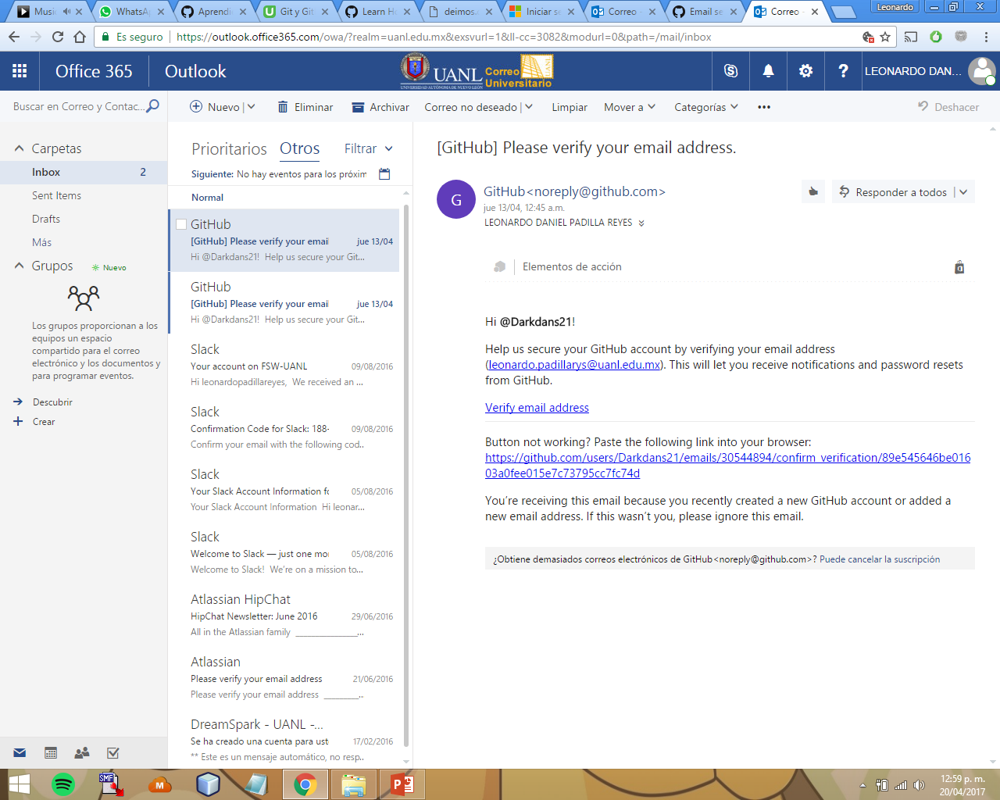 Musi
WhatsA
Aprendi
Git y Git
Learn H
deimos.
Iniciar se
Correo
Email se
Correo
Leonardo
Es seguro
https://outlook.office365.com/owa/?realm=uanl.edu.mx&exsvurl=1&ll-cc=3082&modurl=0&path=/mail/inbox
Office 365
Outlook
UANL
UNIVERSIDAD AUTÓNOMA DE NUEVO LEÓN
Correo
Universitario
LEONARDO DAN...
Buscar en Correo y Contac...
Nuevo
Eliminar
Archivar
Correo no deseado
Limpiar
Mover a
Categorías
Deshacer
Carpetas
Inbox 2
Sent Items
Drafts
Más
Grupos
Nuevo
Los grupos proporcionan a los
equipos un espacio
compartido para el correo
electrónico y los documentos y
para programar eventos.
Descubrir
Crear
Prioritarios
Otros
Filtrar
Siguiente: No hay eventos para los próxim
Normal
GitHub
[GitHub] Please verify your email jue 13/04
Hi @Darkdans21! Help us secure your Git...
GitHub
[GitHub] Please verify your email jue 13/04
Hi @Darkdans21! Help us secure your Git...
Slack
Your account on FSW-UANL 09/08/2016
Hi leonardopadillareyes, We received an ...
Slack
Confirmation Code for Slack: 188- 09/08/2016
Confirm your email with the following cod..
Slack
Your Slack Account Information fo 05/08/2016
Your Slack Account Information Hi leonar...
Slack
Welcome to Slack — just one mo 05/08/2016
Welcome to Slack! We're on a mission to...
Atlassian HipChat
HipChat Newsletter: June 2016 29/06/2016
All in the Atlassian family ________________...
Atlassian
Please verify your email address 21/06/2016
Please verify your email address _________..
DreamSpark - UANL -...
Se ha creado una cuenta para ust 17/02/2016
** Este es un mensaje automático, no resp..
[GitHub] Please verify your email address.
G
GitHub<noreply@github.com>
jue 13/04, 12:45 a.m.
LEONARDO DANIEL PADILLA REYES
Responder a todos
Elementos de acción
Hi @Darkdans21!
Help us secure your GitHub account by verifying your email address
(leonardo.padillarys@uanl.edu.mx). This will let you receive notifications and password resets
from GitHub.
Verify email address
Button not working? Paste the following link into your browser:
https://github.com/users/Darkdans21/emails/30544894/confirm_verification/89e545646be016
03a0fee015e7c73795cc7fc74d
You’re receiving this email because you recently created a new GitHub account or added a
new email address. If this wasn’t you, please ignore this email.
¿Obtiene demasiados correos electrónicos de GitHub<noreply@github.com>? Puede cancelar la suscripción
SMF
12:59 p. m.
20/04/2017